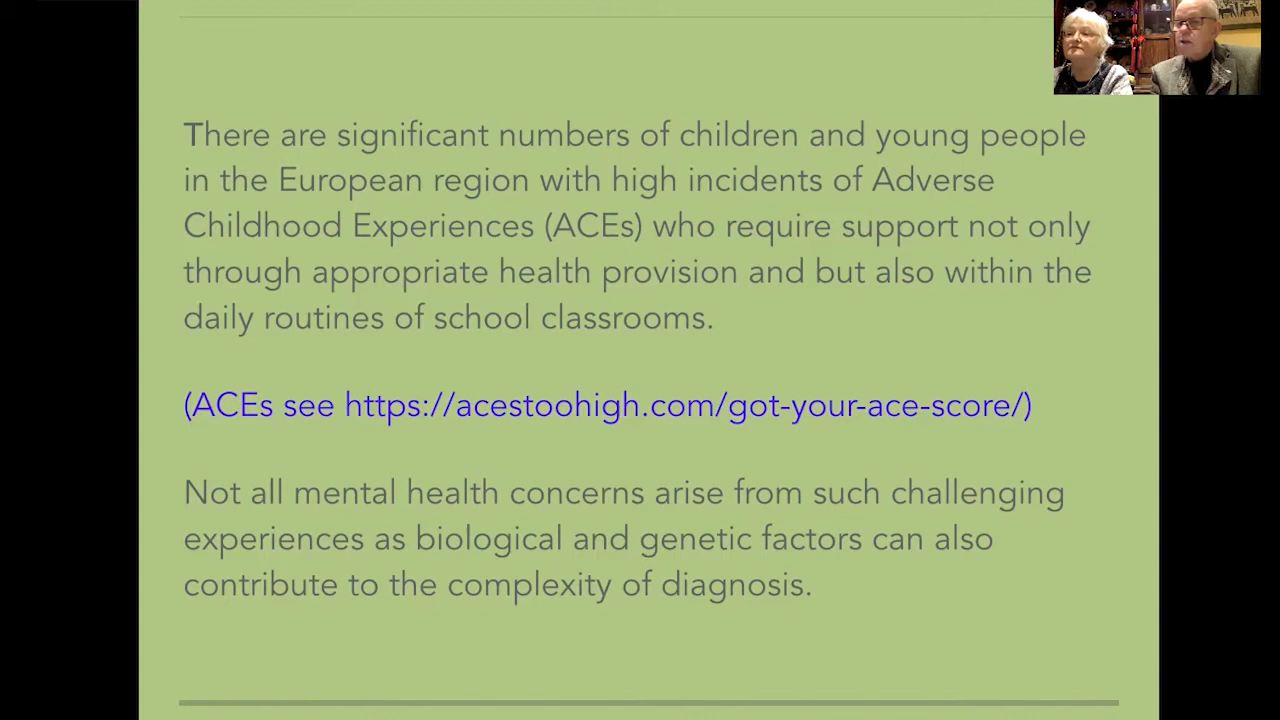 There are significant numbers of children and young people
in the European region with high incidents of Adverse
Childhood Experiences (ACEs) who require support not only
through appropriate health provision and but also within the
daily routines of school classrooms.
(ACEs see https://acestoohigh.com/got-your-ace-score/)
Not all mental health concerns arise from such challenging
experiences as biological and genetic factors can also
contribute to the complexity of diagnosis.